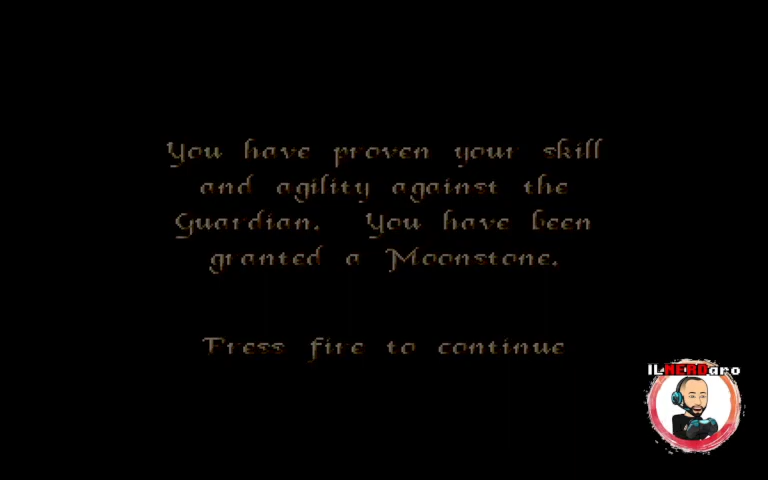 You have proven your skill
and agility against the
Guardian. You have been
granted a Moonstone.
Press fire to continue
ILNERDaro